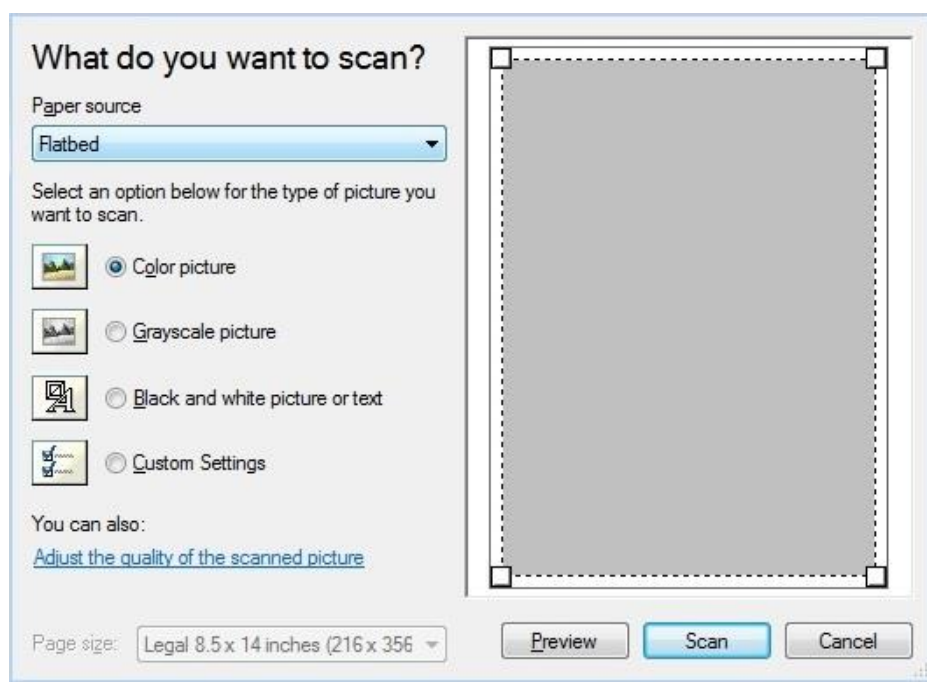 What do you want to scan?
Paper source
Flatbed
Select an option below for the type of picture you
want to scan.
Color picture
Grayscale picture
Black and white picture or text
Custom Settings
You can also:
Adjust the quality of the scanned picture
Page size: Legal 8.5 x 14 inches (216 x 356
Preview Scan Cancel